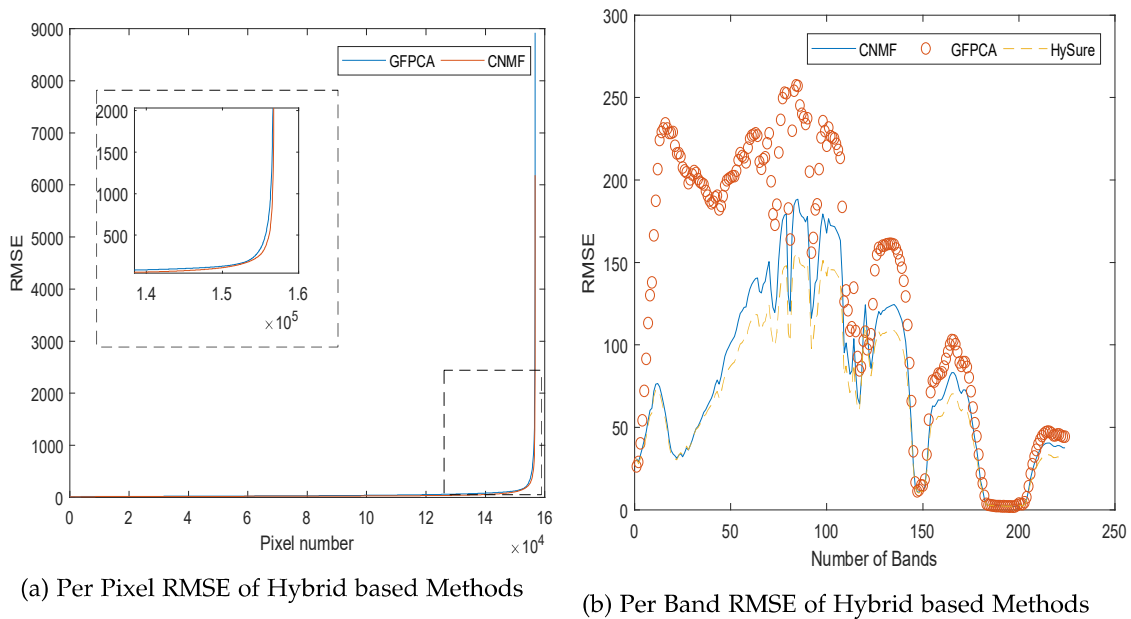 9000
8000
7000
6000
5000
4000
3000
2000
1000
0
RMSE
GFPCA CNMF
2000
1500
1000
500
1.4 1.5 1.6
×10^5
0 2 4 6 8 10 12 14 16
Pixel number
×10^4
(a) Per Pixel RMSE of Hybrid based Methods
300
250
200
150
100
50
0
RMSE
CNMF GFPCA HySure
0 50 100 150 200 250
Number of Bands
(b) Per Band RMSE of Hybrid based Methods